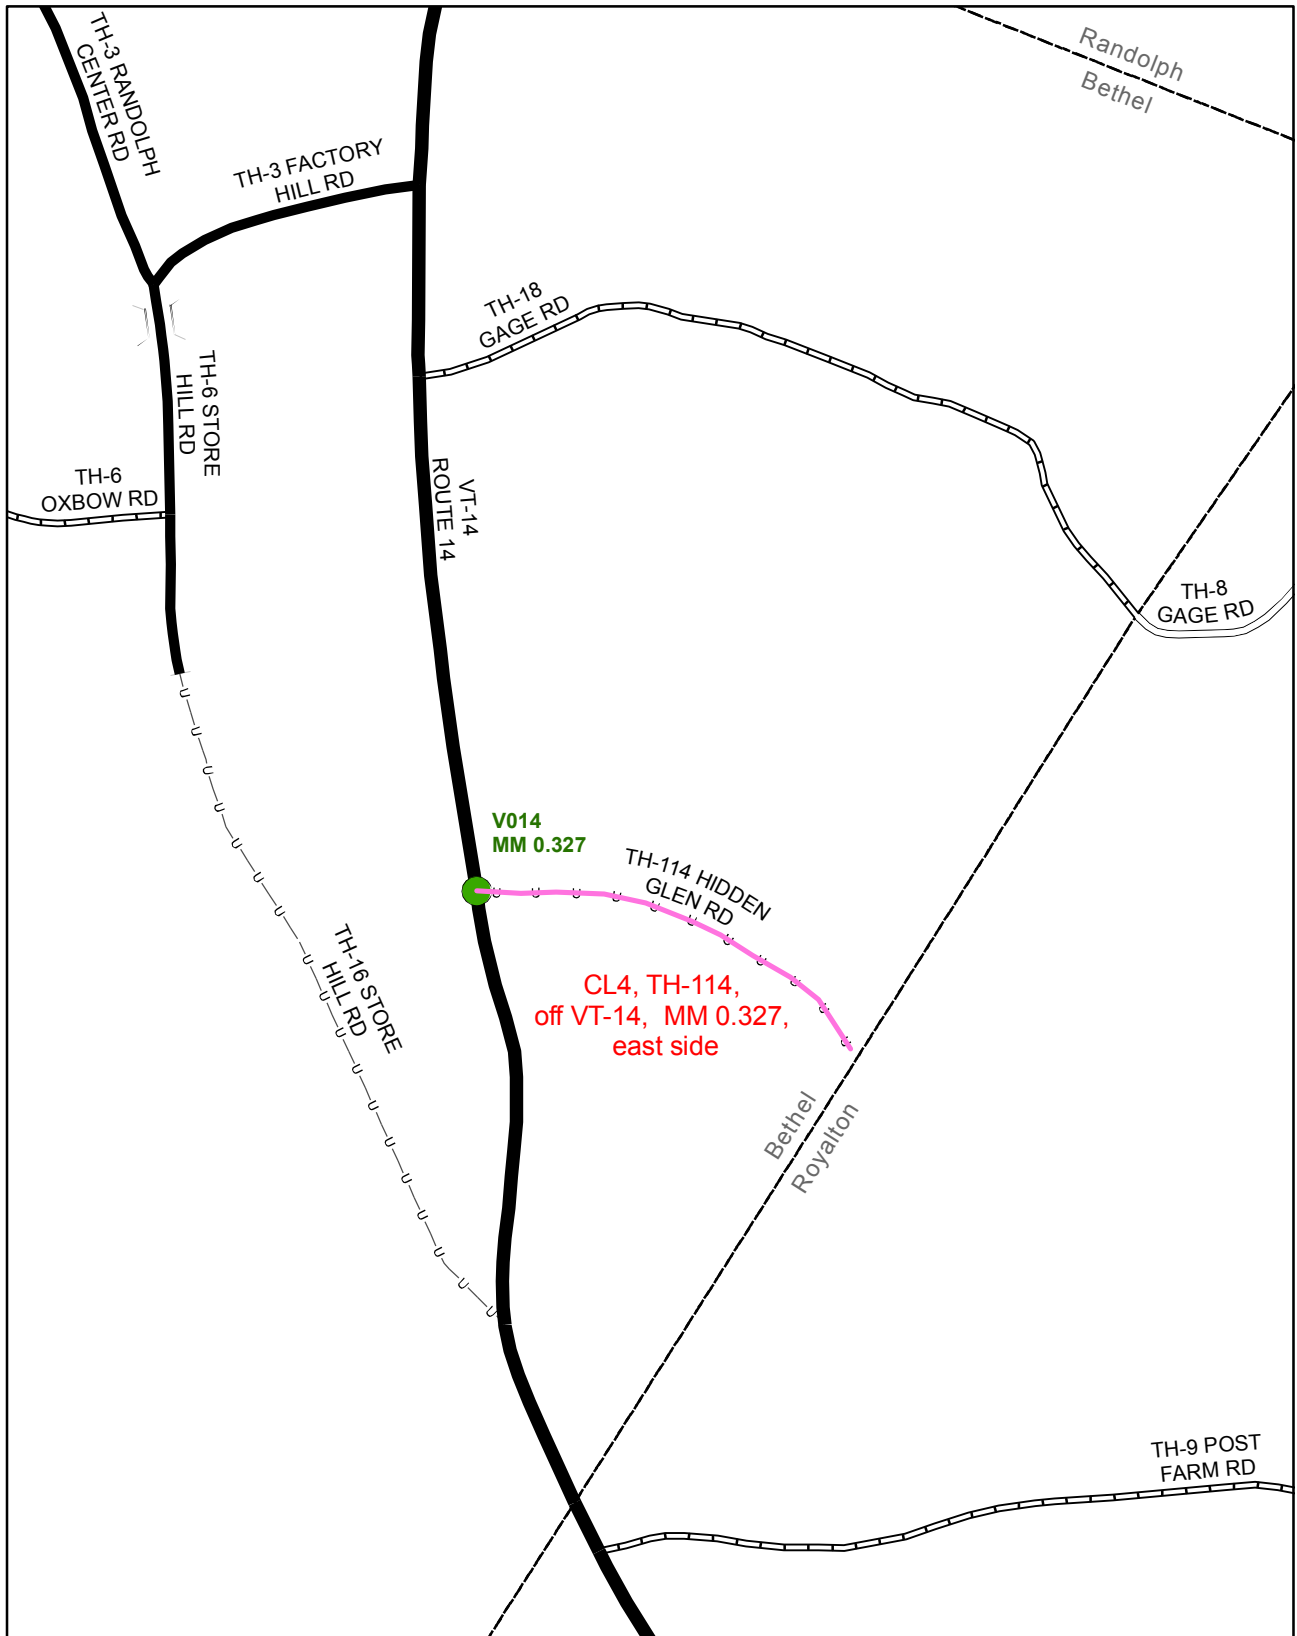 Randolph
Bethel
TH-3 RANDOLPH
CENTER RD
TH-3 FACTORY
HILL RD
TH-18
GAGE RD
TH-6 STORE
HILL RD
TH-6
OXBOW RD
VT-14
ROUTE 14
TH-8
GAGE RD
V014
MM 0.327
TH-114 HIDDEN
GLEN RD
TH-16 STORE
HILL RD
CL4, TH-114,
off VT-14, MM 0.327,
east side
Bethel
Royalton
TH-9 POST
FARM RD